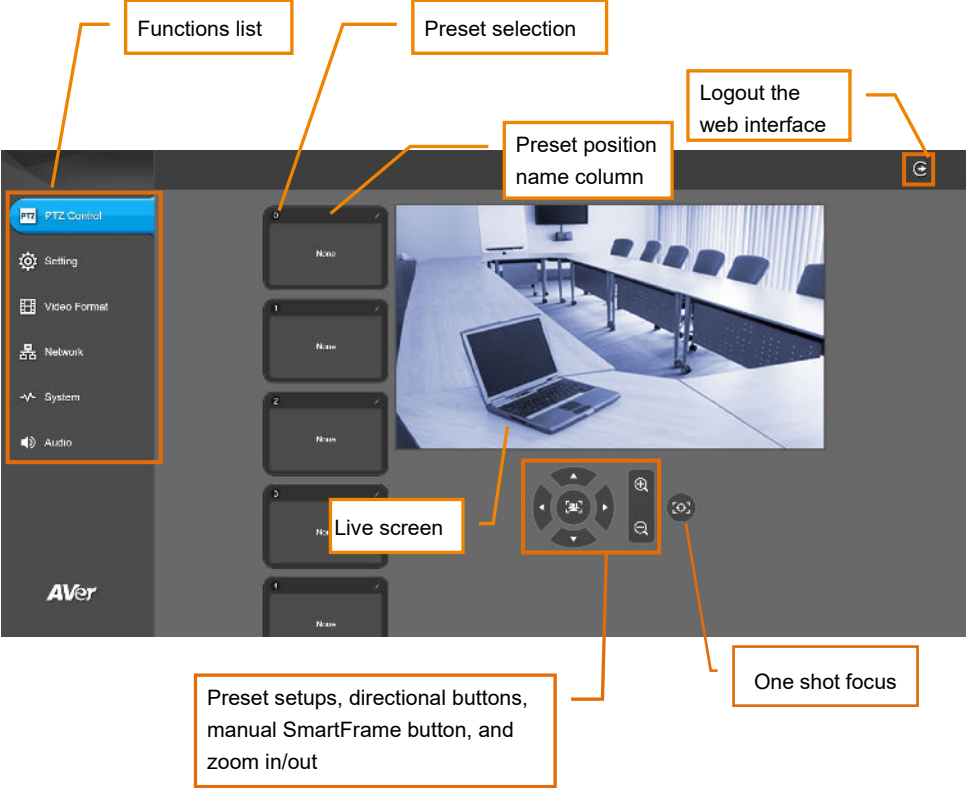 Functions list
Preset selection
Logout the
web interface
Preset position
name column
PTZ
PTZ Control
Setting
Video Format
Network
System
Audio
0
None
1
None
2
None
3
4
None
Live screen
AVer
One shot focus
Preset setups, directional buttons,
manual SmartFrame button, and
zoom in/out